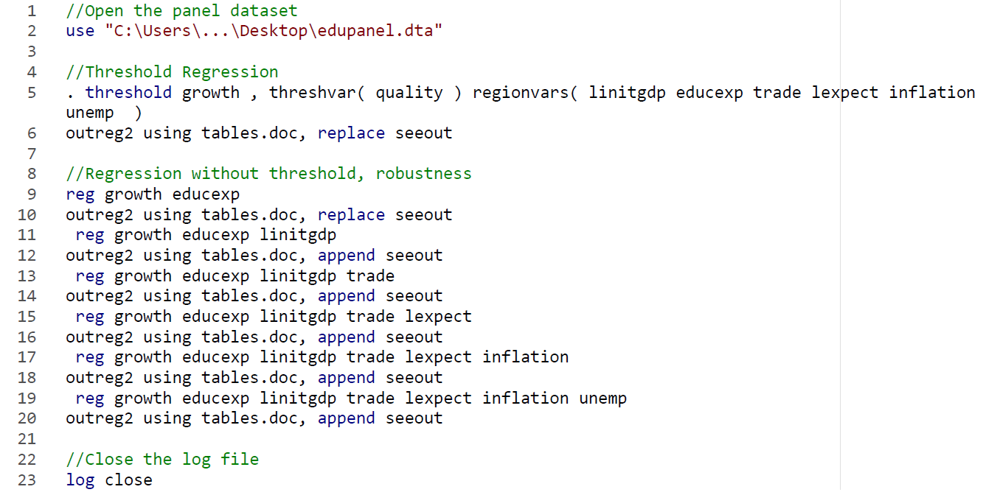 1 //Open the panel dataset
2 use "C:\Users\...\Desktop\edupanel.dta"
3
4 //Threshold Regression
5 . threshold growth , threshvar( quality ) regionvars( linitgdp educexp trade lexpect inflation
unemp  )
6 outreg2 using tables.doc, replace seeout
7
8 //Regression without threshold, robustness
9 reg growth educexp
10 outreg2 using tables.doc, replace seeout
11  reg growth educexp linitgdp
12 outreg2 using tables.doc, append seeout
13  reg growth educexp linitgdp trade
14 outreg2 using tables.doc, append seeout
15  reg growth educexp linitgdp trade lexpect
16 outreg2 using tables.doc, append seeout
17  reg growth educexp linitgdp trade lexpect inflation
18 outreg2 using tables.doc, append seeout
19  reg growth educexp linitgdp trade lexpect inflation unemp
20 outreg2 using tables.doc, append seeout
21
22 //Close the log file
23 log close